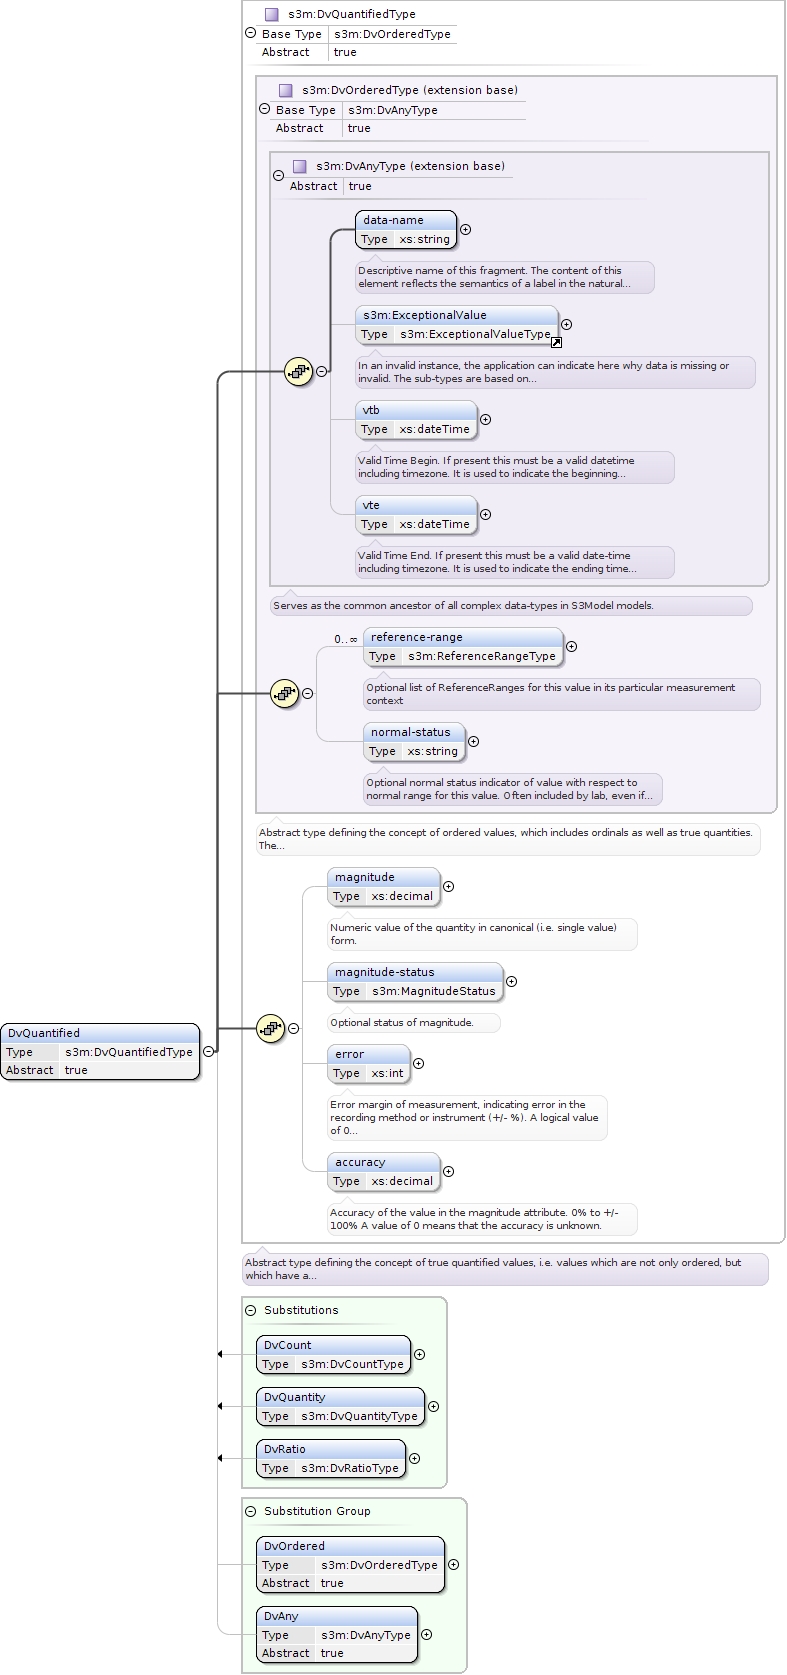 s3m:DvQuantifiedType
Base Type s3m:DvOrderedType
Abstract true
s3m:DvOrderedType (extension base)
Base Type s3m:DvAnyType
Abstract true
s3m:DvAnyType (extension base)
Abstract true
data-name
Type xs:string
Descriptive name of this fragment. The content of this
element reflects the semantics of a label in the natural...
s3m:ExceptionalValue
Type s3m:ExceptionalValueType
In an invalid instance, the application can indicate here why data is missing or
invalid. The sub-types are based on...
vtb
Type xs:dateTime
Valid Time Begin. If present this must be a valid datetime
including timezone. It is used to indicate the beginning...
vte
Type xs:dateTime
Valid Time End. If present this must be a valid date-time
including timezone. It is used to indicate the ending time...
Serves as the common ancestor of all complex data-types in S3Model models.
0..∞
reference-range
Type s3m:ReferenceRangeType
Optional list of ReferenceRanges for this value in its particular measurement
context
normal-status
Type xs:string
Optional normal status indicator of value with respect to
normal range for this value. Often included by lab, even if...
Abstract type defining the concept of ordered values, which includes ordinals as well as true quantities.
The...
magnitude
Type xs:decimal
Numeric value of the quantity in canonical (i.e. single value)
form.
magnitude-status
Type s3m:MagnitudeStatus
Optional status of magnitude.
DvQuantified
Type s3m:DvQuantifiedType
Abstract true
error
Type xs:int
Error margin of measurement, indicating error in the
recording method or instrument (+/- %). A logical value
of 0...
accuracy
Type xs:decimal
Accuracy of the value in the magnitude attribute. 0% to +/-
100% A value of 0 means that the accuracy is unknown.
Abstract type defining the concept of true quantified values, i.e. values which are not only ordered, but
which have a...
Substitutions
DvCount
Type s3m:DvCountType
DvQuantity
Type s3m:DvQuantityType
DvRatio
Type s3m:DvRatioType
Substitution Group
DvOrdered
Type s3m:DvOrderedType
Abstract true
DvAny
Type s3m:DvAnyType
Abstract true